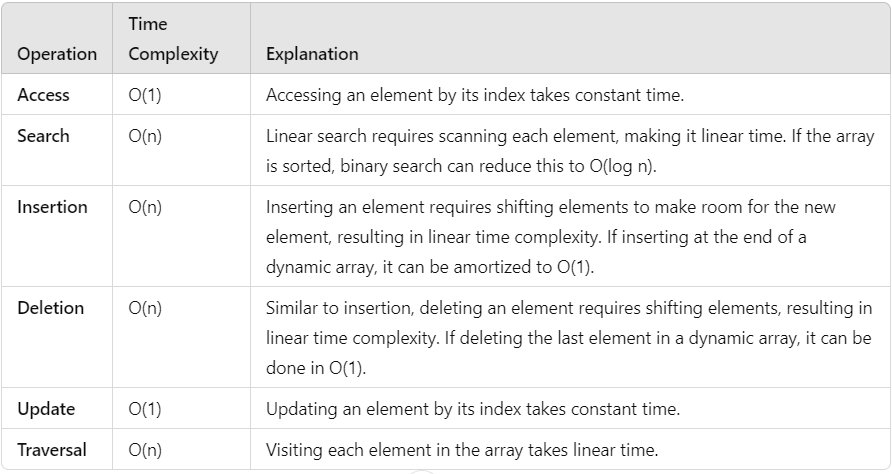 Time
Operation Complexity Explanation
Access O(1) Accessing an element by its index takes constant time.
Search O(n) Linear search requires scanning each element, making it linear time. If the array
is sorted, binary search can reduce this to O(log n).
Insertion O(n) Inserting an element requires shifting elements to make room for the new
element, resulting in linear time complexity. If inserting at the end of a
dynamic array, it can be amortized to O(1).
Deletion O(n) Similar to insertion, deleting an element requires shifting elements, resulting in
linear time complexity. If deleting the last element in a dynamic array, it can be
done in O(1).
Update O(1) Updating an element by its index takes constant time.
Traversal O(n) Visiting each element in the array takes linear time.